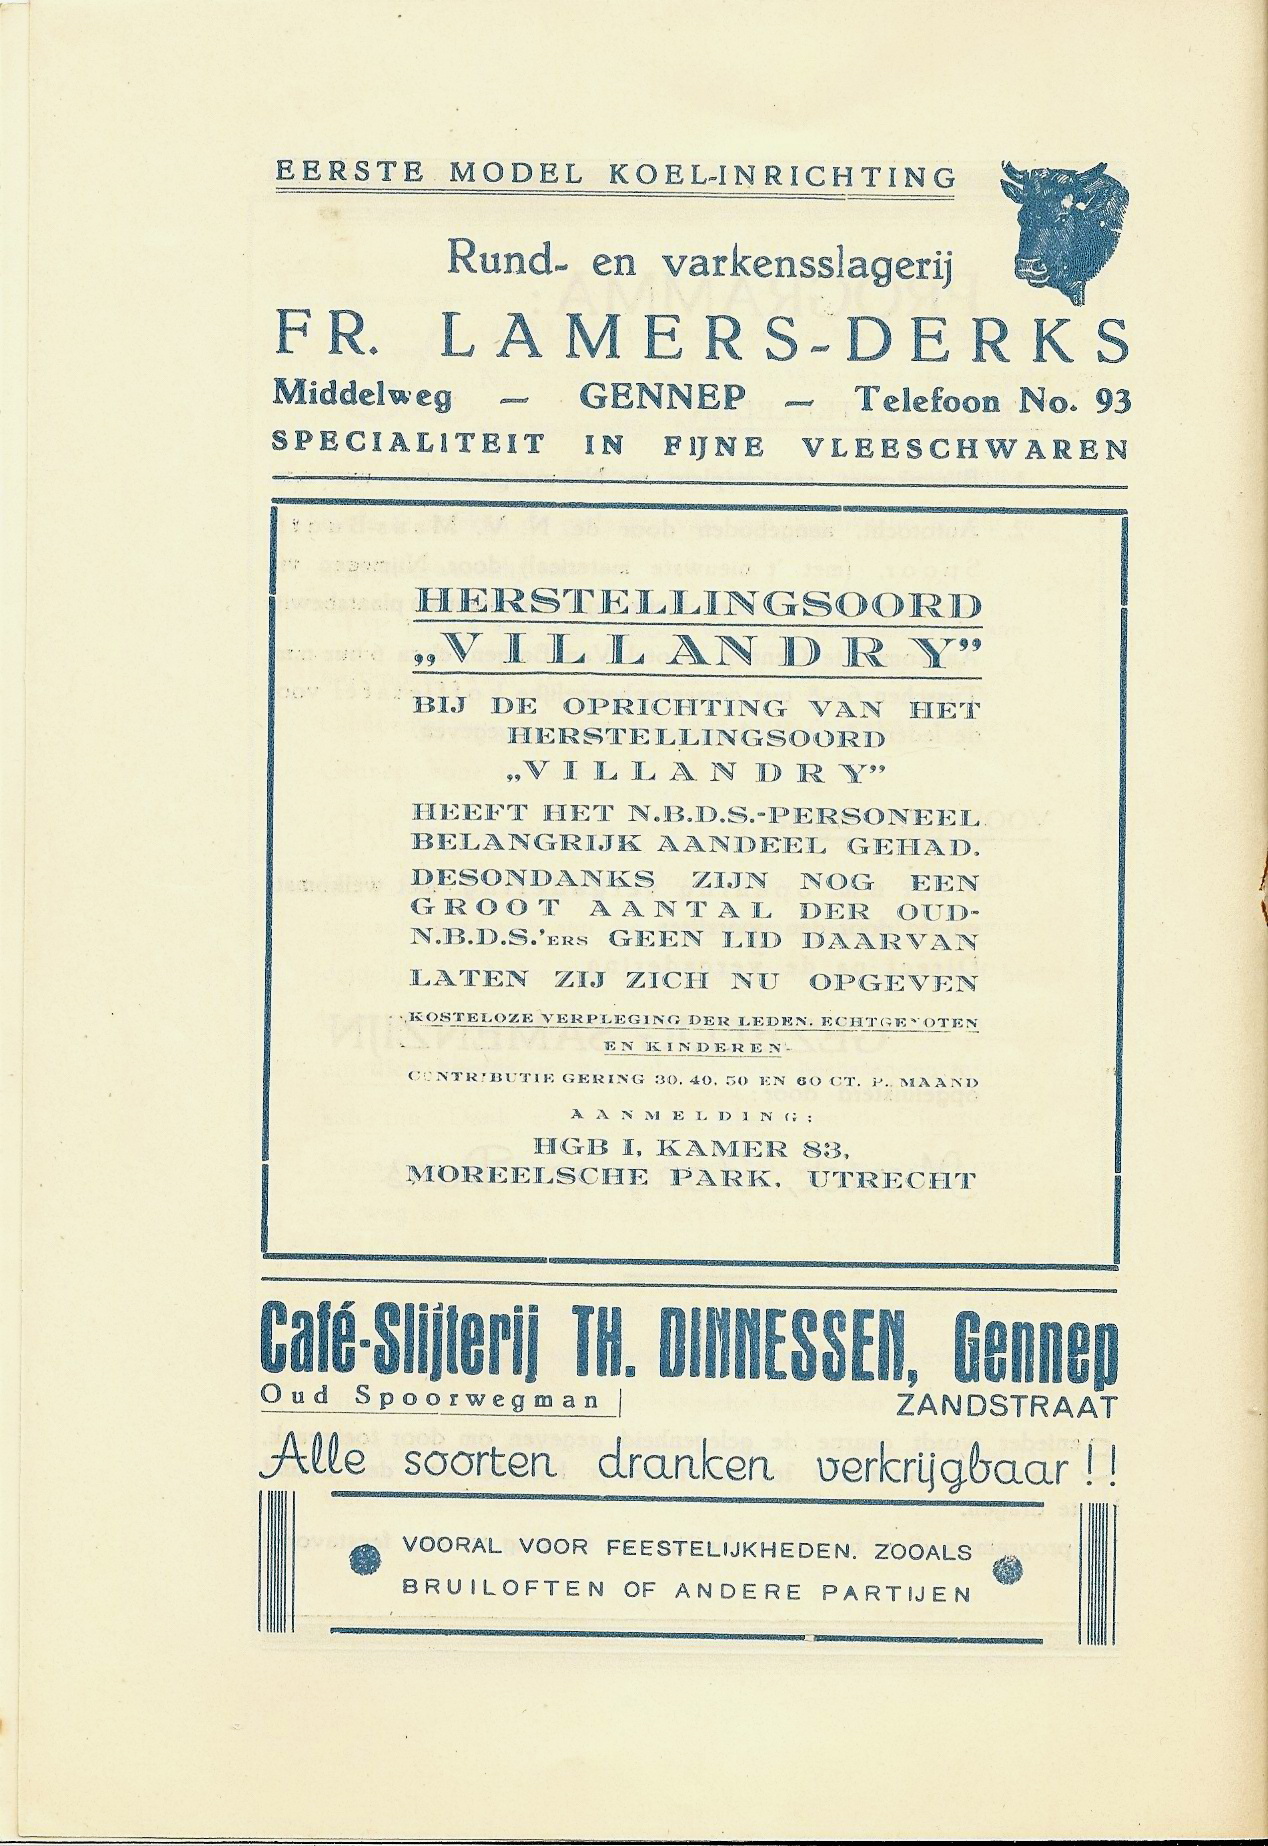 EERSTE MODEL KOEL-INRICHTING
Rund- en varkensslagerij
FR. LAMERS-DERKS
Middelweg — GENNEP — Telefoon No. 93
SPECIALITEIT IN FIJNE VLEESCHWAREN
HERSTELLINGSOORD
„VILLANDRY”
BIJ DE OPRICHTING VAN HET
HERSTELLINGSOORD
„VILLANDRY”
HEEFT HET N.B.D.S.-PERSONEEL
BELANGRIJK AANDEEL GEHAD.
DESONDANKS ZIJN NOG EEN
GROOT AANTAL DER OUD-
N.B.D.S.'ERS GEEN LID DAARVAN
LATEN ZIJ ZICH NU OPGEVEN
KOSTELOZE VERPLEGING DER LEDEN, ECHTGENOTEN
EN KINDEREN
CONTRIBUTIE GERING 30, 40, 50 EN 60 CT. P. MAAND
AANMELDING:
HGB I, KAMER 83,
MOREELSCHE PARK, UTRECHT
Café-Slijterij TH. DINNESSEN, Gennep
Oud Spoorwegman ZANDSTRAAT
Alle soorten dranken verkrijgbaar!!
VOORAL VOOR FEESTELIJKHEDEN. ZOOALS
BRUILOFTEN OF ANDERE PARTIJEN